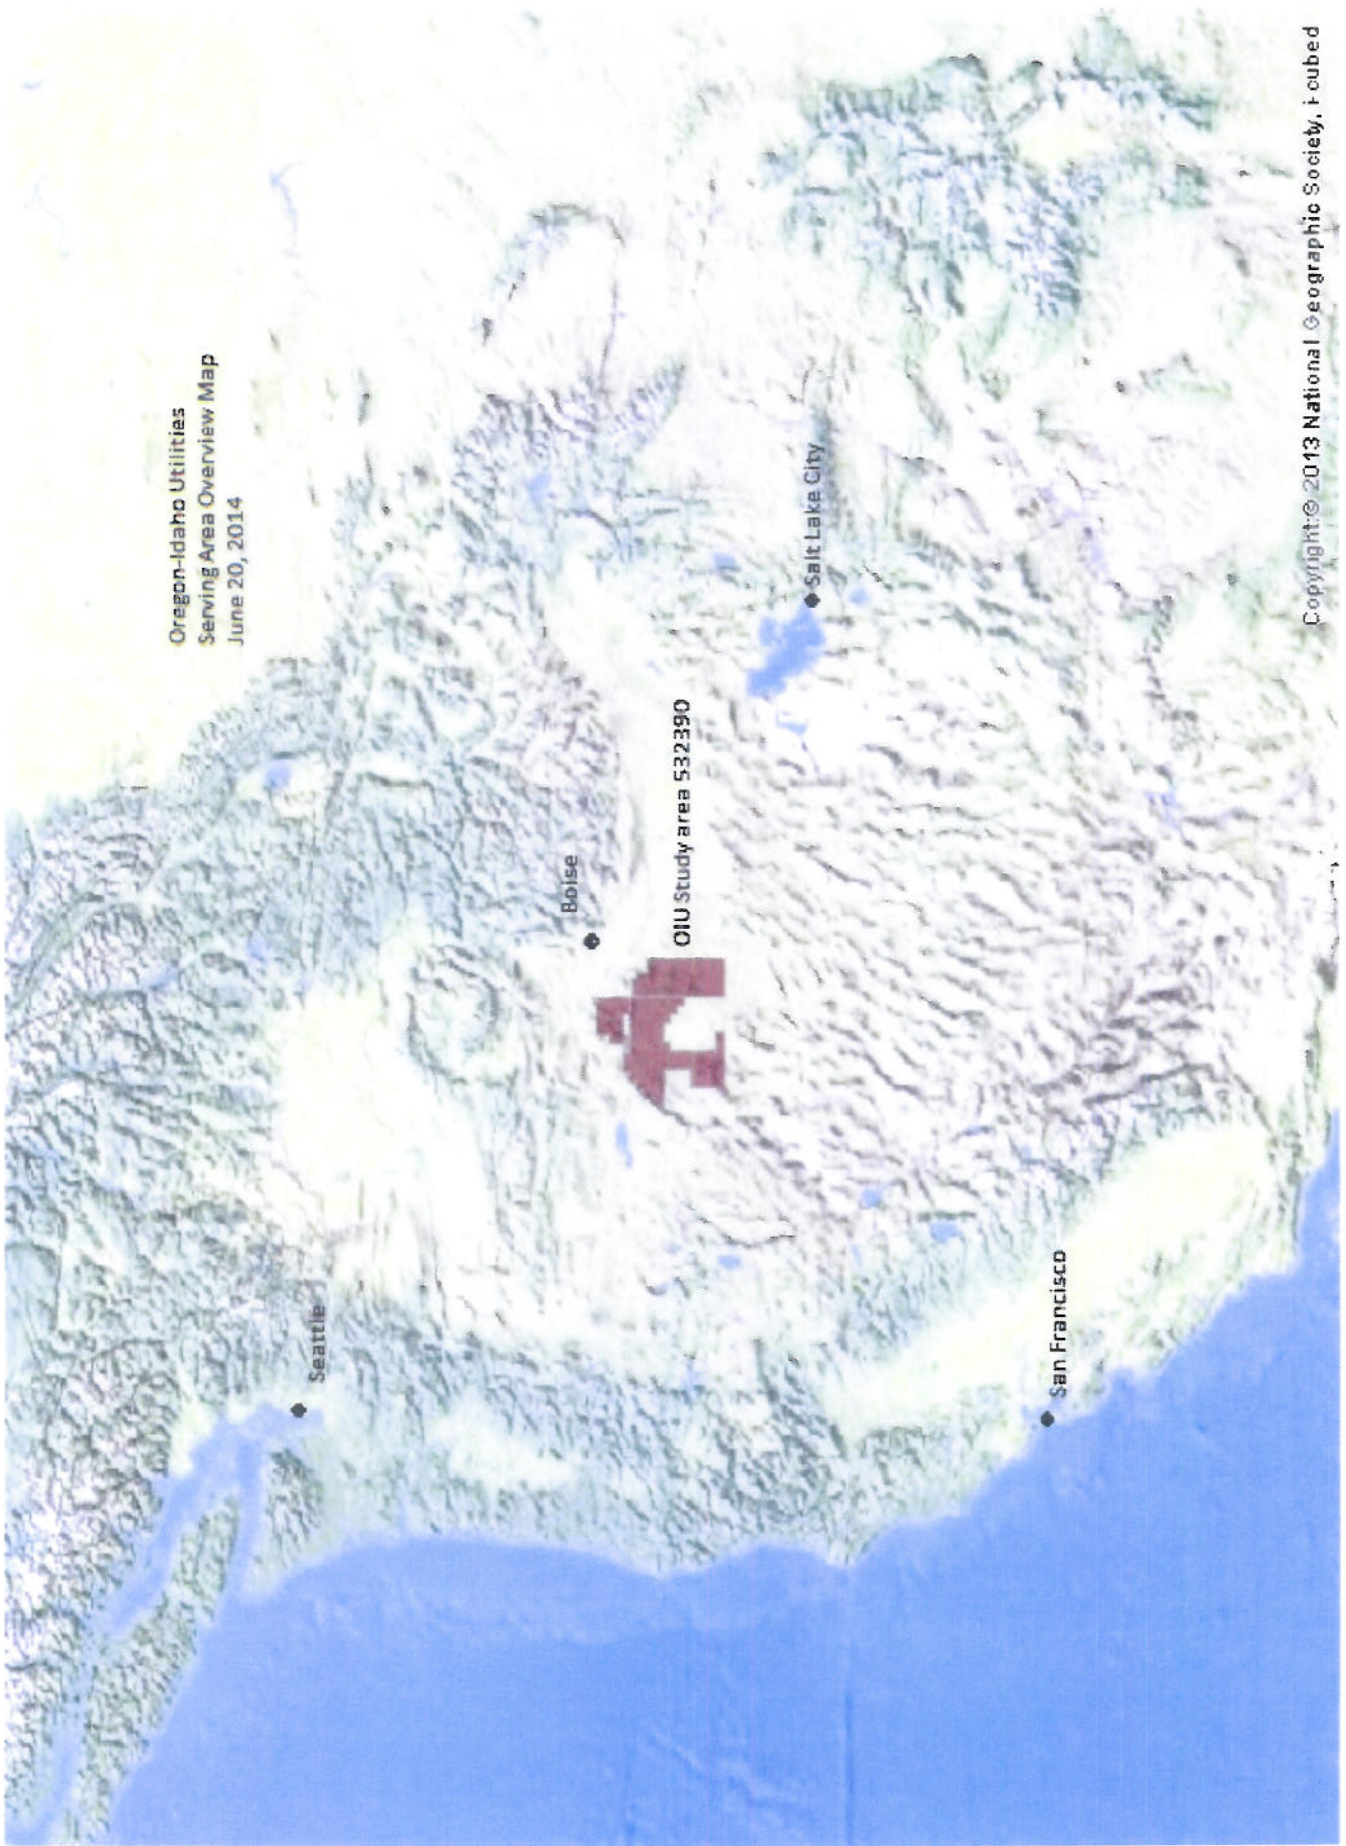 Oregon-Idaho Utilities
Serving Area Overview Map
June 20, 2014
Seattle
Boise
OIU Study area 532390
Salt Lake City
San Francisco
Copyright:© 2013 National Geographic Society, i-cubed